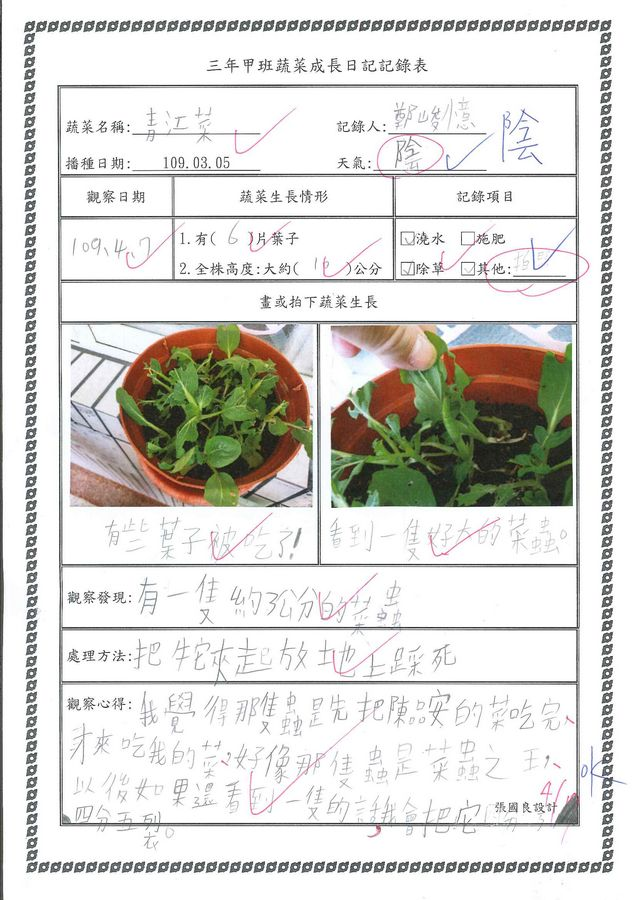 三年甲班蔬菜成長日記記錄表
蔬菜名稱:青江菜 記錄人:鄭峻憶 陰
播種日期: 109.03.05 天氣:陰
觀察日期 蔬菜生長情形 記錄項目
109.4.7 1.有( 6 )片葉子 澆水 施肥
2.全株高度:大約( )公分 除草 其他:
畫或拍下蔬菜生長
有些葉子被吃了!
看到一隻好大的菜蟲。
觀察發現: 有一隻約3公分的菜蟲
處理方法: 把牠夾起放地上踩死
觀察心得: 我覺得那隻蟲是先把陳品安的菜吃完、
才來吃我的菜,好像那隻蟲是菜蟲之王,
以後如果還看到一隻的話,我會把它
四分五裂。
張國良設計
OK